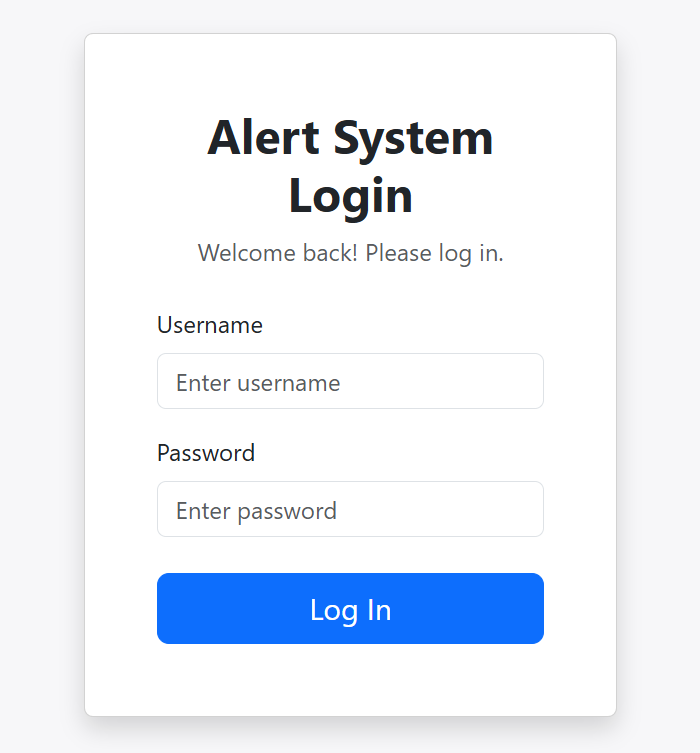 Alert System
Login
Welcome back! Please log in.
Username
Enter username
Password
Enter password
Log In